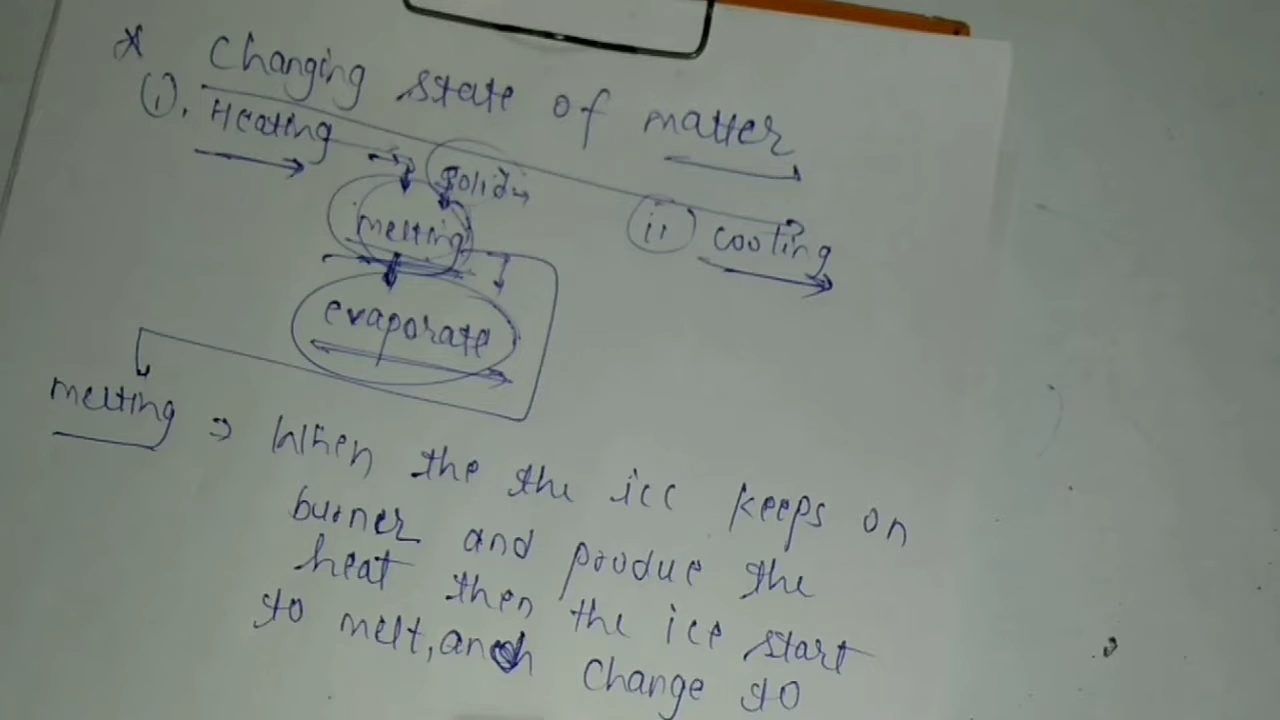 * Changing state of matter
(i). Heating
solid
melting
(ii) cooling
evaporate
melting ⇒ When the the ice keeps on
burner and produe the
heat then the ice start
to melt, and change to